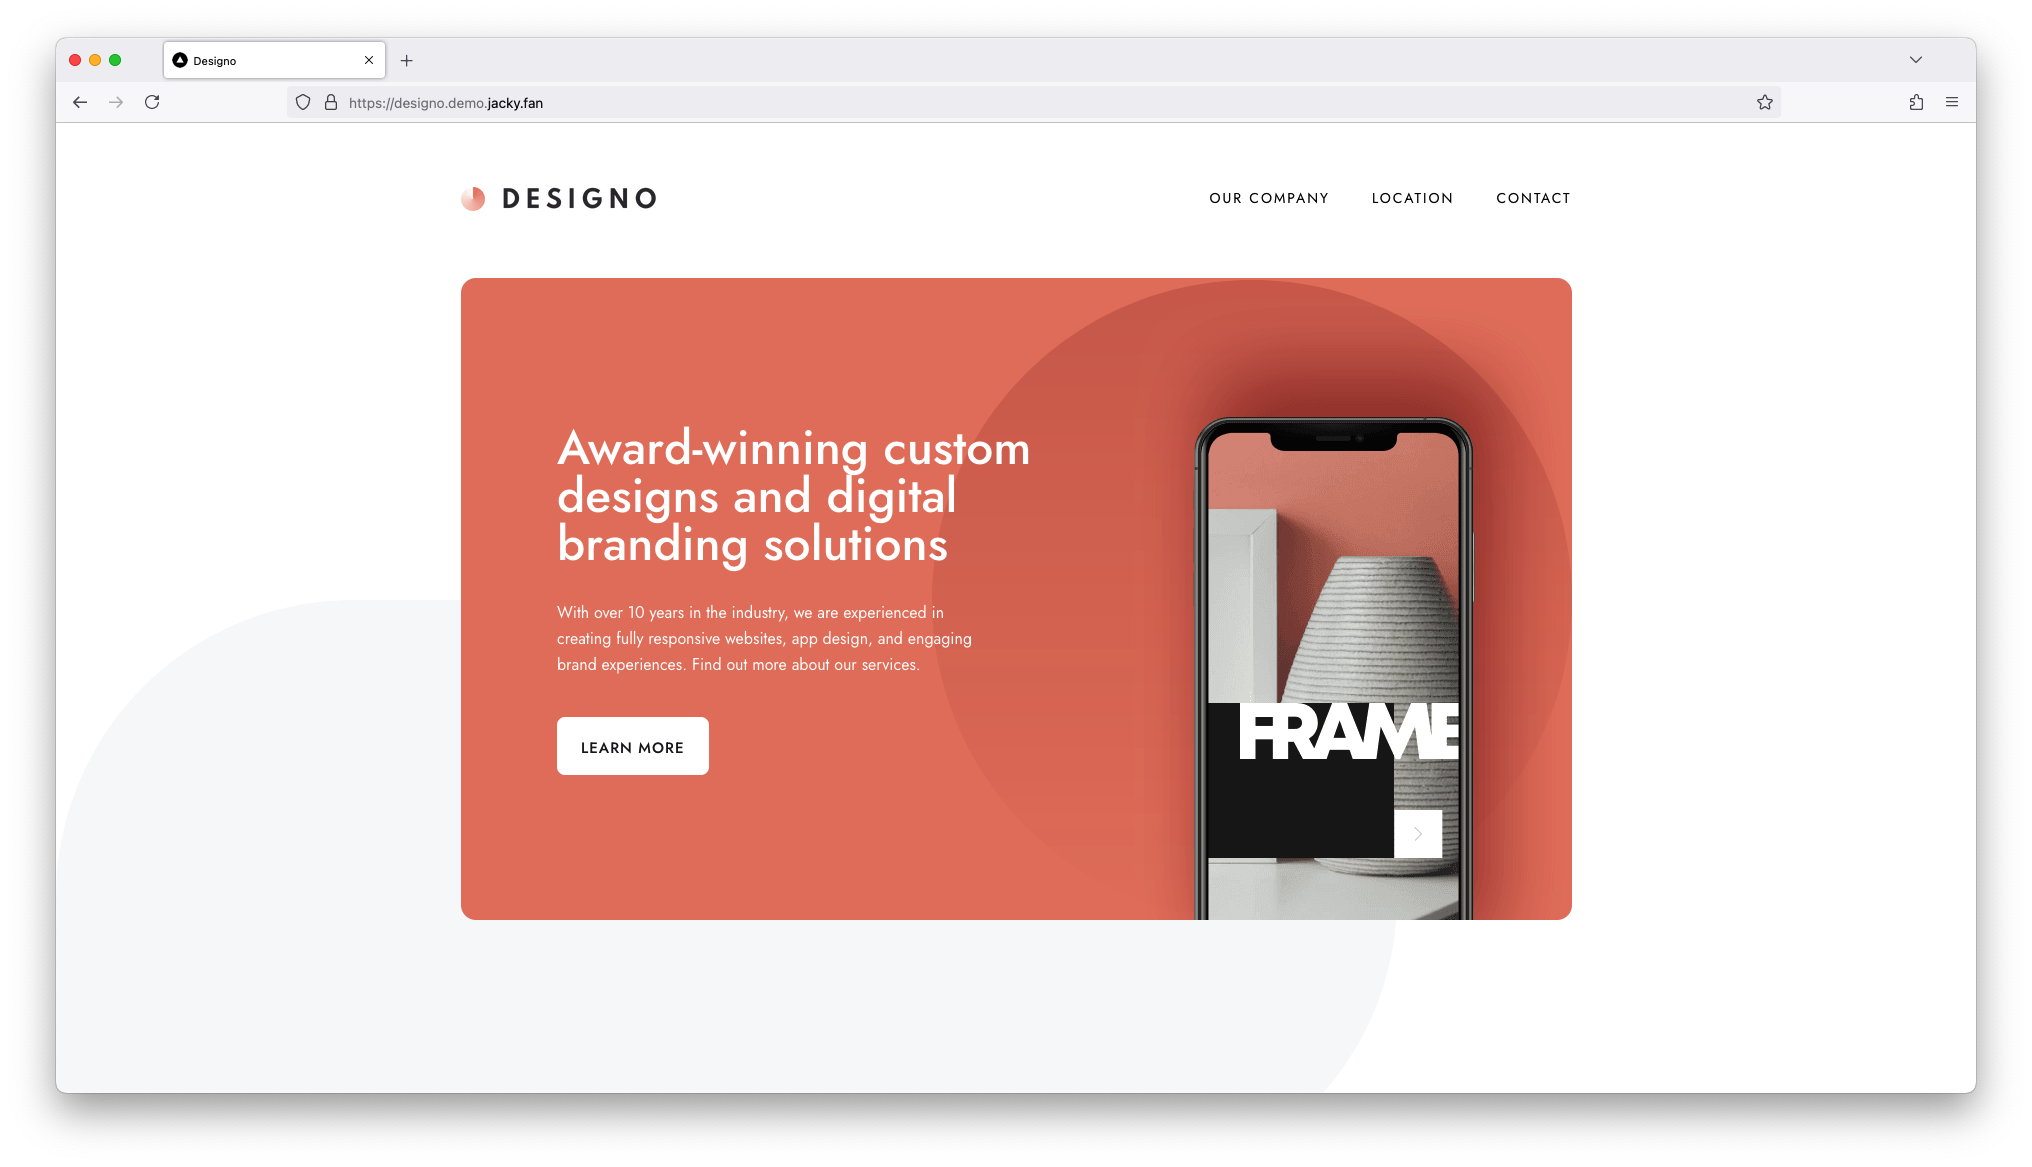 Designo
https://designo.demo.jacky.fan
DESIGNO
OUR COMPANY LOCATION CONTACT
Award-winning custom
designs and digital
branding solutions
With over 10 years in the industry, we are experienced in
creating fully responsive websites, app design, and engaging
brand experiences. Find out more about our services.
LEARN MORE
FRAME